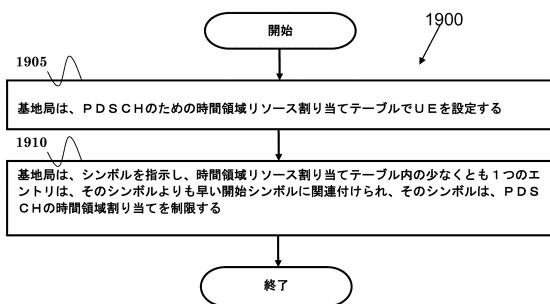 開始
1900
1905
基地局は、ＰＤＳＣＨのための時間領域リソース割り当てテーブルでＵＥを設定する
1910
基地局は、シンボルを指示し、時間領域リソース割り当てテーブル内の少なくとも１つのエ
ントリは、そのシンボルよりも早い開始シンボルに関連付けられ、そのシンボルは、ＰＤＳ
ＣＨの時間領域割り当てを制限する
終了